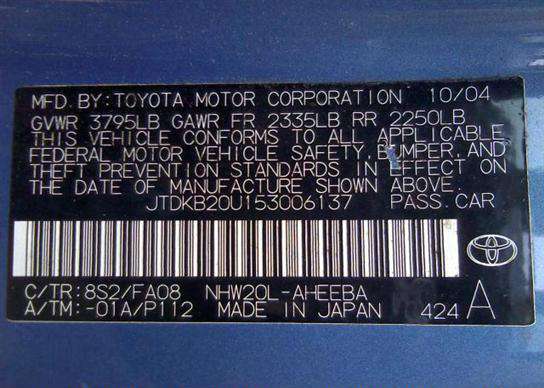 MFD.BY:TOYOTA MOTOR CORPORATION 10/04
GVWR 3795LB GAWR FR 2335LB RR 2250LB
THIS VEHICLE CONFORMS TO ALL APPLICABLE
FEDERAL MOTOR VEHICLE SAFETY, BUMPER, AND
THEFT PREVENTION STANDARDS IN EFFECT ON
THE DATE OF MANUFACTURE SHOWN ABOVE.
JTDKB20U153006137 PASS.CAR
C/TR:8S2/FA08 NHW20L-AHEEBA
A/TM:-01A/P112 MADE IN JAPAN 424 A